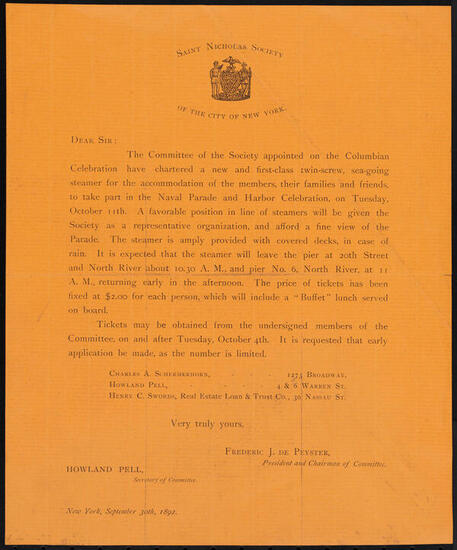 Saint Nicholas Society
OF THE CITY OF NEW YORK.
Dear Sir:
The Committee of the Society appointed on the Columbian
Celebration have chartered a new and first-class twin-screw, sea-going
steamer for the accommodation of the members, their families and friends,
to take part in the Naval Parade and Harbor Celebration, on Tuesday,
October 11th. A favorable position in line of steamers will be given the
Society as a representative organization, and afford a fine view of the
Parade. The steamer is amply provided with covered decks, in case of
rain. It is expected that the steamer will leave the pier at 20th Street
and North River about 10.30 A. M., and pier No. 6, North River, at 11
A. M., returning early in the afternoon. The price of tickets has been
fixed at $2.00 for each person, which will include a "Buffet" lunch served
on board.
Tickets may be obtained from the undersigned members of the
Committee, on and after Tuesday, October 4th. It is requested that early
application be made, as the number is limited.
Charles A. Schermerhorn, - - - 1274 Broadway.
Howland Pell, - - - 4 & 6 Warren St.
Henry C. Swords, Real Estate Loan & Trust Co., 30 Nassau St.
Very truly yours,
Frederic J. de Peyster,
President and Chairman of Committee.
HOWLAND PELL,
Secretary of Committee.
New York, September 30th, 1892.